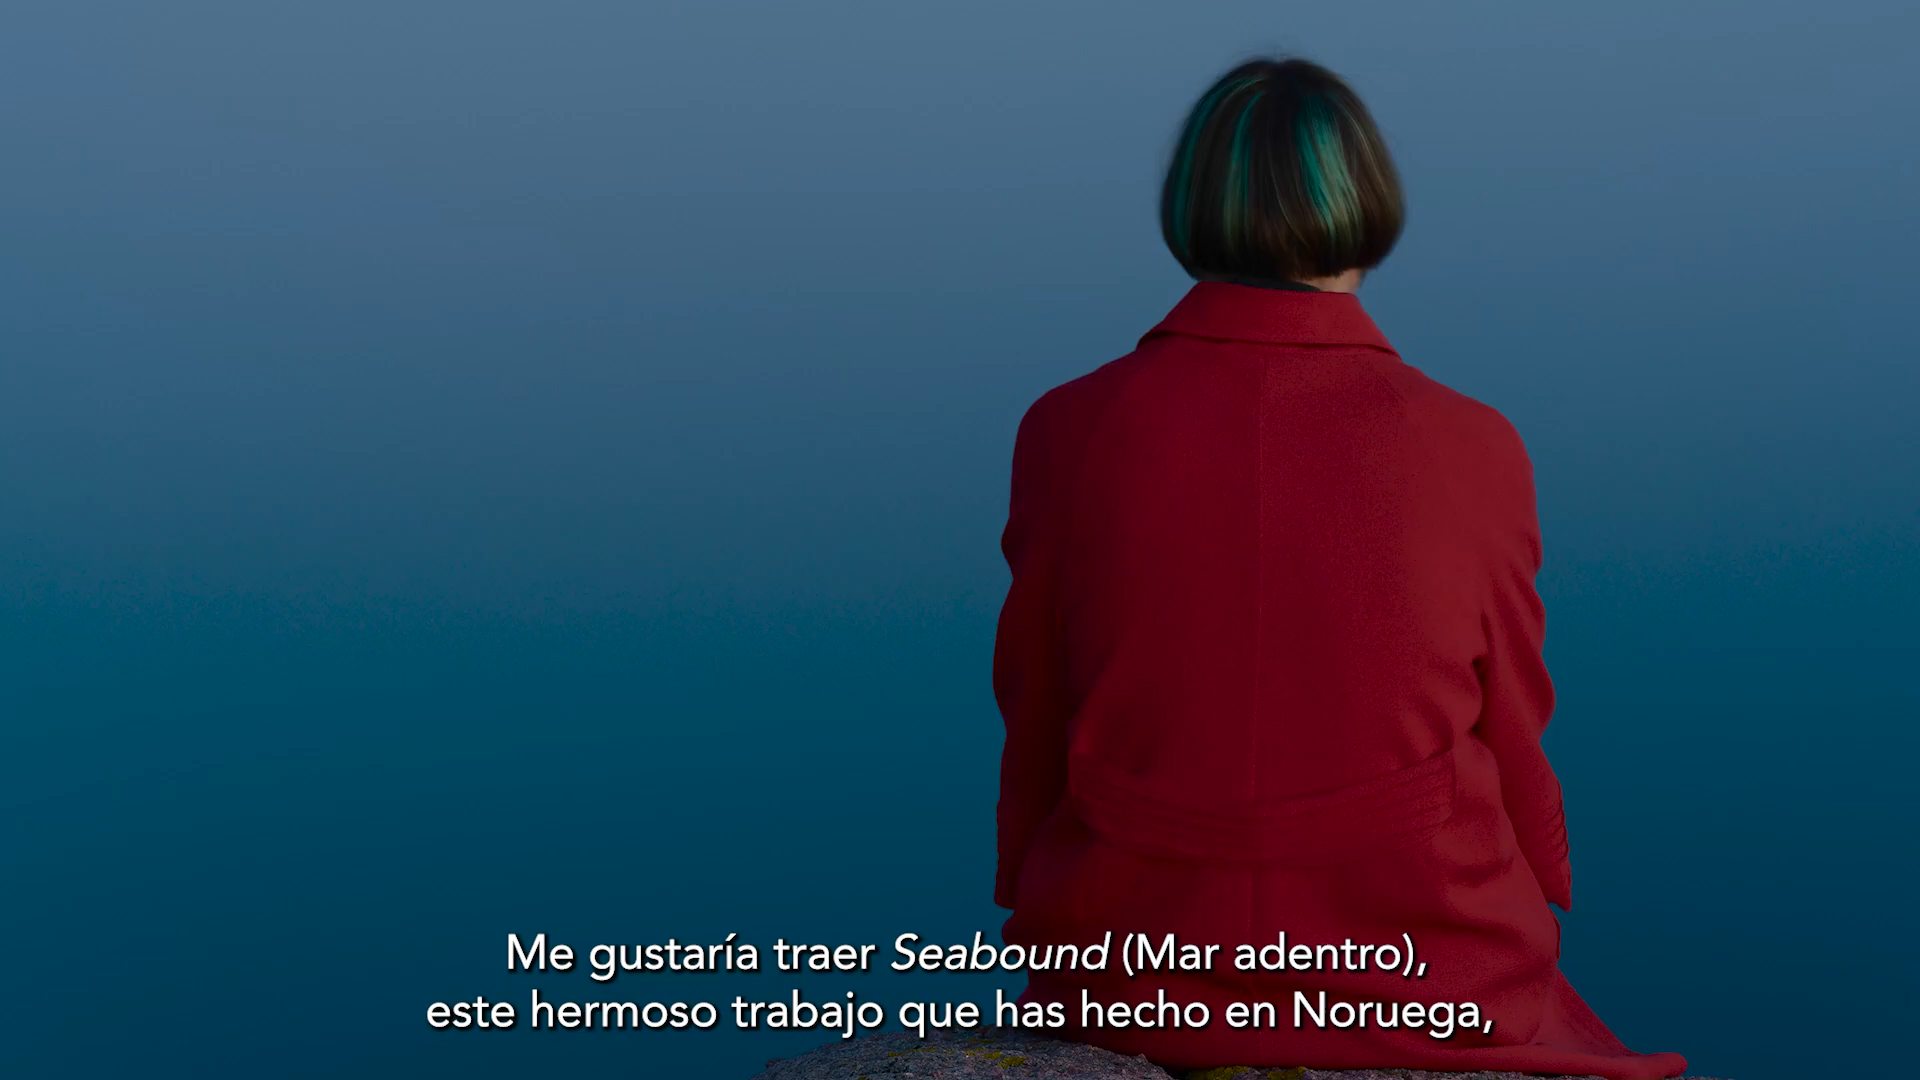 Me gustaría traer Seabound (Mar adentro),
este hermoso trabajo que has hecho en Noruega,